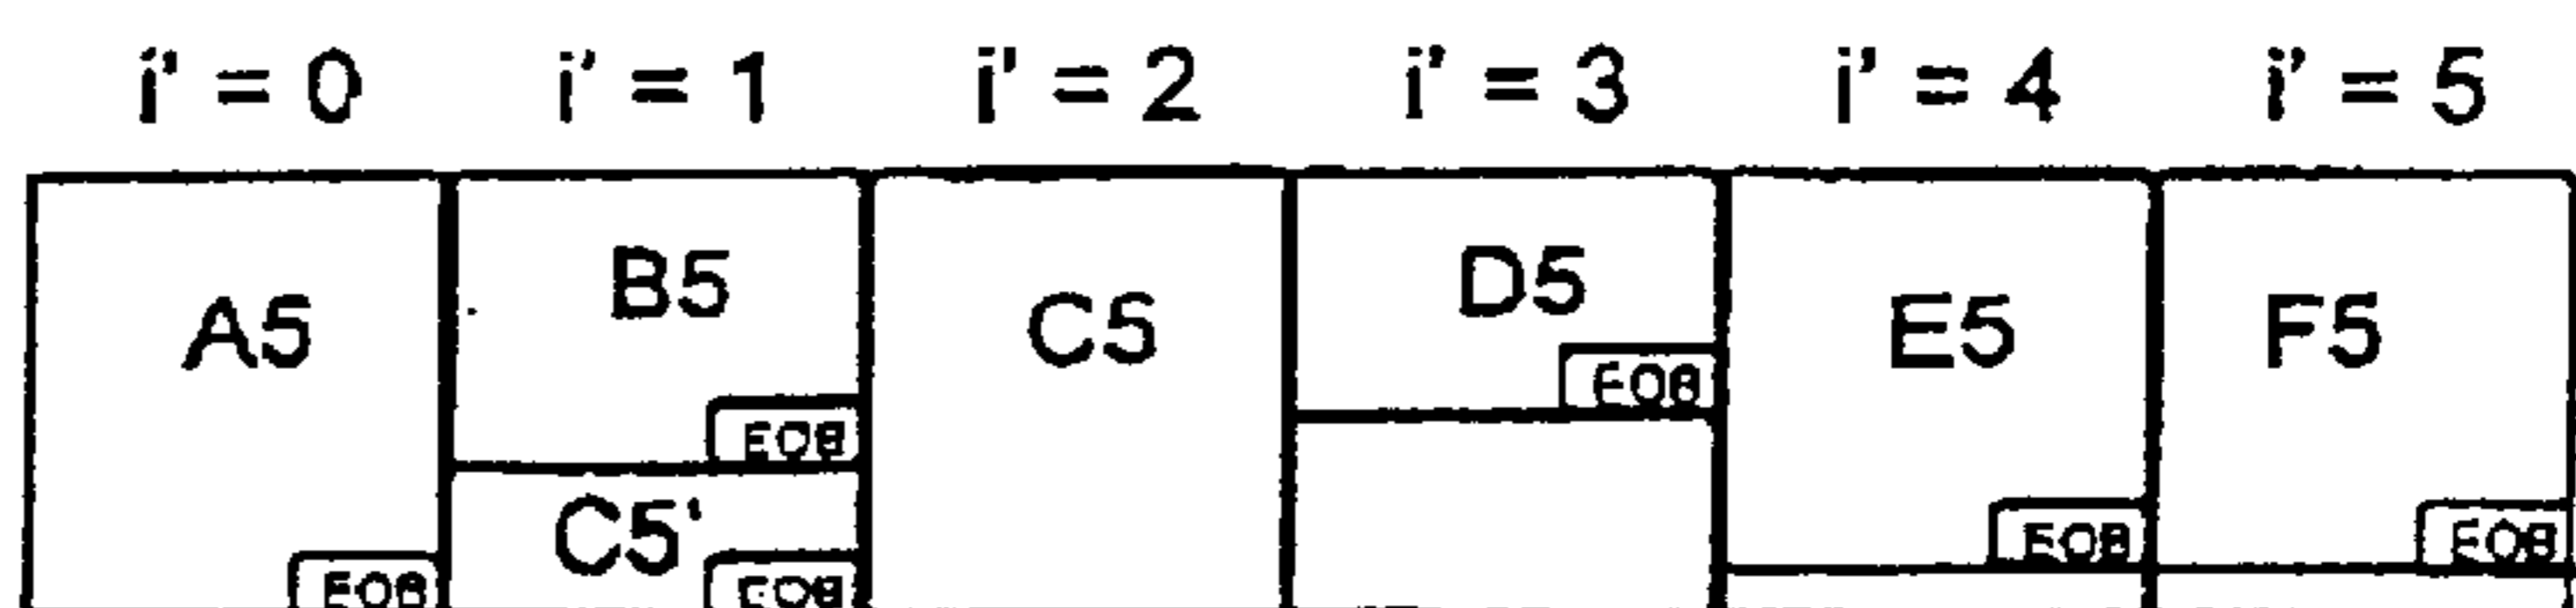 i' = 0 i' = 1 i' = 2 i' = 3 i' = 4 i' = 5
A5 B5 C5 D5 E5 F5
EOB
EOB
C5' EOB EOB
EOB EOB